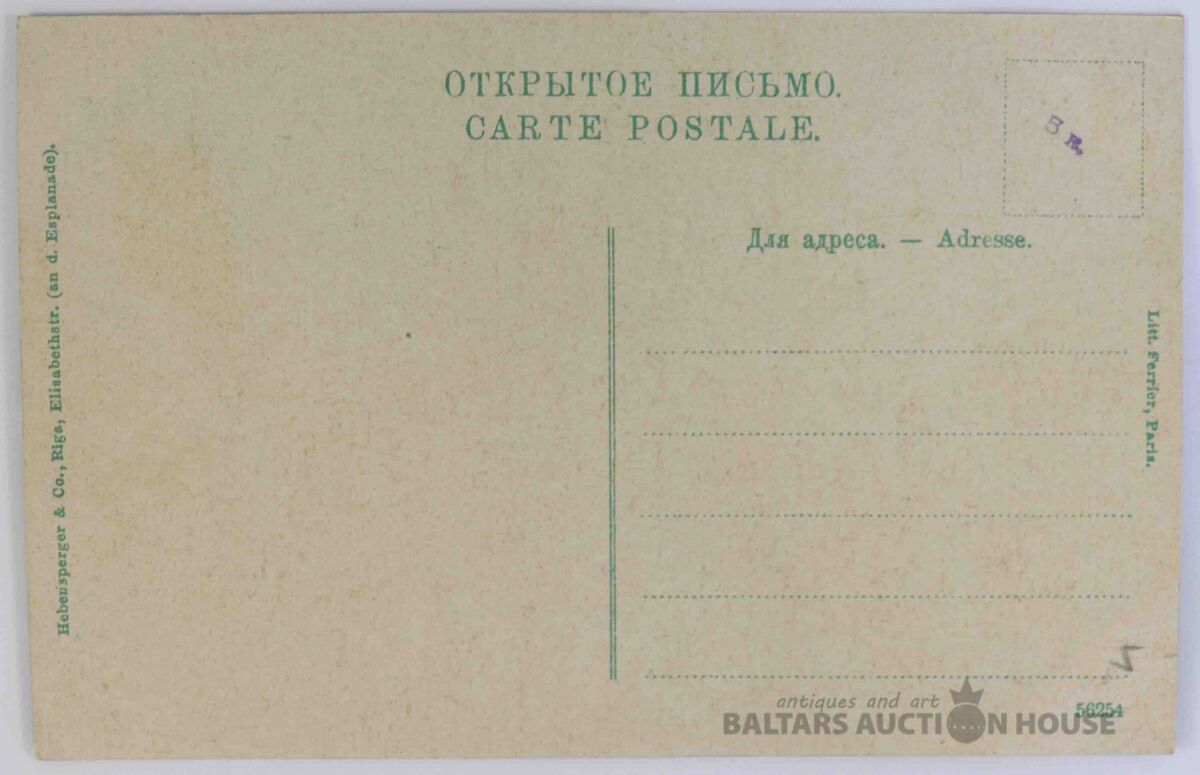 ОТКРЫТОЕ ПИСЬМО.
CARTE POSTALE.
Для адреса. — Adresse.
Hebensperger & Co., Riga, Elisabethstr. (an d. Esplanade).
Litt. Ferrier, Paris.
56254
antiques and art
BALTARS AUCTION HOUSE